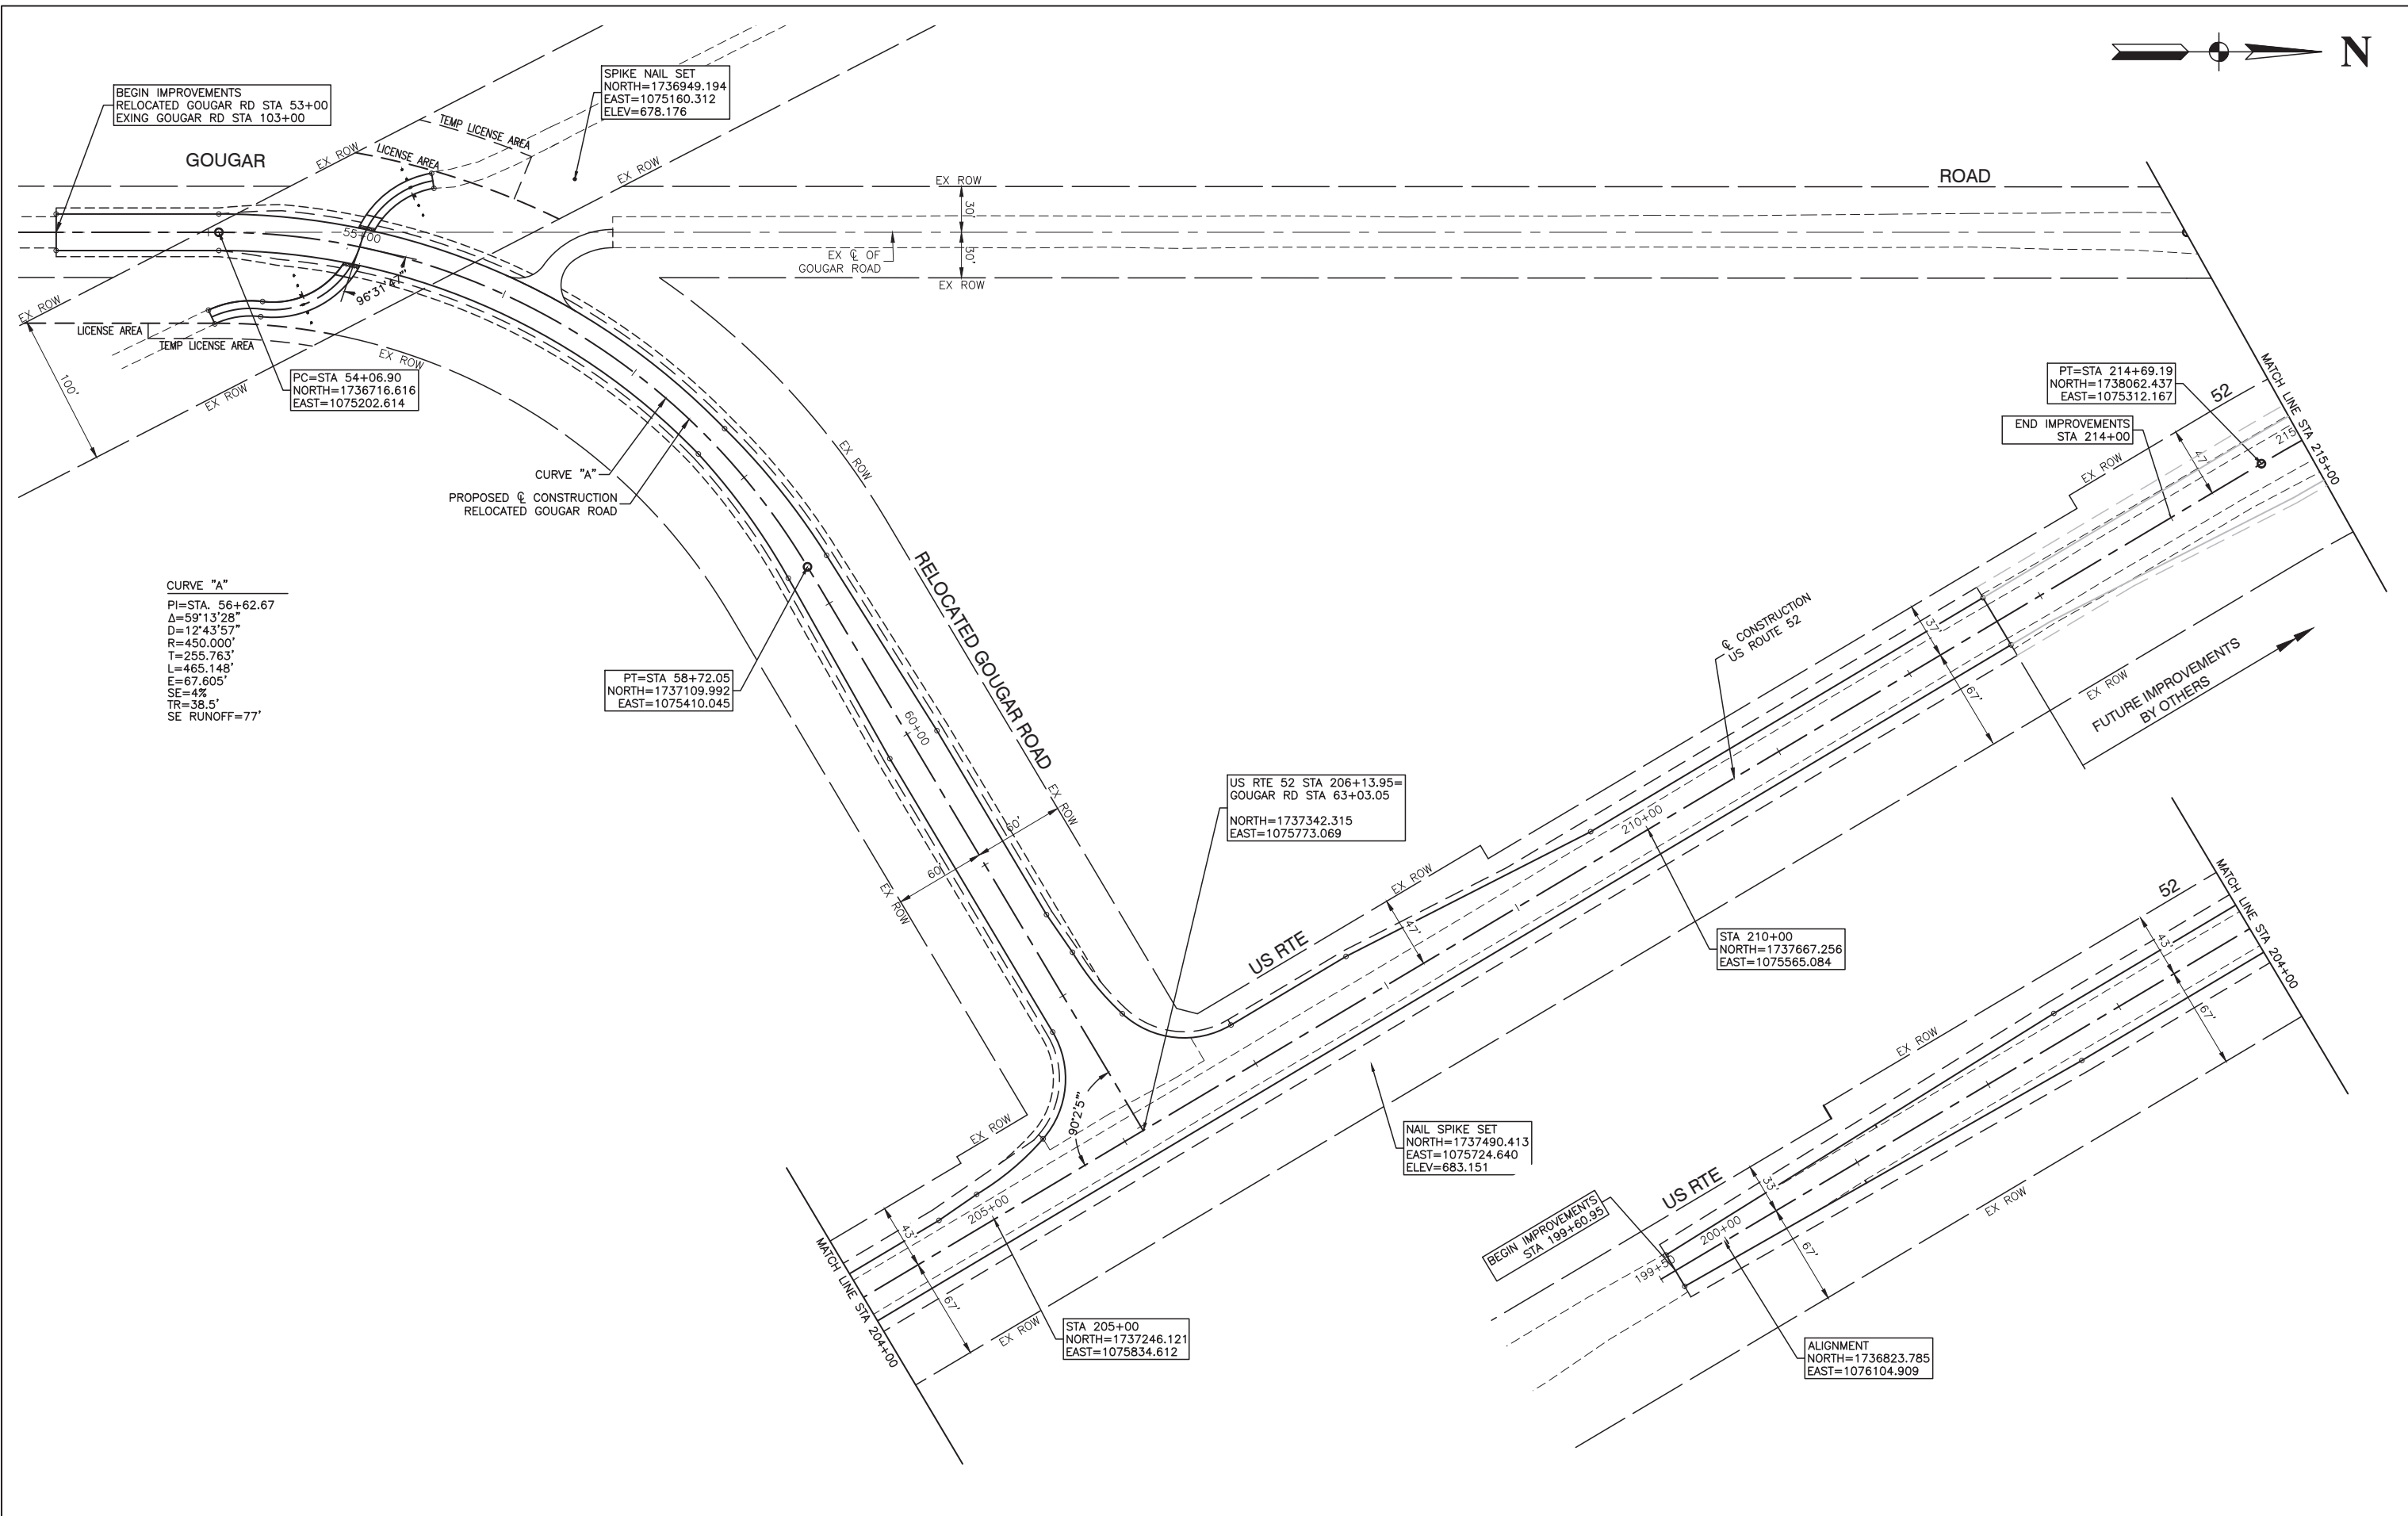 N
BEGIN IMPROVEMENTS
RELOCATED GOUGAR RD STA 53+00
EXING GOUGAR RD STA 103+00
SPIKE NAIL SET
NORTH=1736949.194
EAST=1075160.312
ELEV=678.176
TEMP LICENSE AREA
LICENSE AREA
GOUGAR
EX ROW
EX ROW
EX ROW
ROAD
30'
30'
55+00
EX ℄ OF
GOUGAR ROAD
EX ROW
96°31'47"
EX ROW
LICENSE AREA
TEMP LICENSE AREA
EX ROW
EX ROW
100'
PC=STA 54+06.90
NORTH=1736716.616
EAST=1075202.614
CURVE "A"
PROPOSED ℄ CONSTRUCTION
RELOCATED GOUGAR ROAD
EX ROW
PT=STA 214+69.19
NORTH=1738062.437
EAST=1075312.167
END IMPROVEMENTS
STA 214+00
52
MATCH LINE STA 215+00
215
47'
EX ROW
CURVE "A"
PI=STA. 56+62.67
Δ=59°13'28"
D=12°43'57"
R=450.000'
T=255.763'
L=465.148'
E=67.605'
SE=4%
TR=38.5'
SE RUNOFF=77'
PT=STA 58+72.05
NORTH=1737109.992
EAST=1075410.045
RELOCATED GOUGAR ROAD
60+00
℄ CONSTRUCTION
US ROUTE 52
37'
67'
EX ROW
FUTURE IMPROVEMENTS
BY OTHERS
US RTE 52 STA 206+13.95=
GOUGAR RD STA 63+03.05
NORTH=1737342.315
EAST=1075773.069
EX ROW
60'
60'
EX ROW
210+00
EX ROW
47'
US RTE
STA 210+00
NORTH=1737667.256
EAST=1075565.084
52
MATCH LINE STA 204+00
43'
67'
EX ROW
90°2'5"
NAIL SPIKE SET
NORTH=1737490.413
EAST=1075724.640
ELEV=683.151
EX ROW
205+00
43'
67'
MATCH LINE STA 204+00
EX ROW
STA 205+00
NORTH=1737246.121
EAST=1075834.612
US RTE
33'
67'
EX ROW
BEGIN IMPROVEMENTS
STA 199+60.95
200+00
199+50
ALIGNMENT
NORTH=1736823.785
EAST=1076104.909